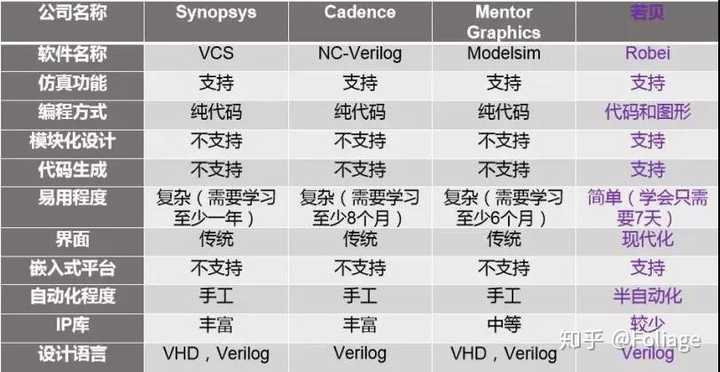 公司名称 Synopsys Cadence Mentor Graphics 若贝
软件名称 VCS NC-Verilog Modelsim Robei
仿真功能 支持 支持 支持 支持
编程方式 纯代码 纯代码 纯代码 代码和图形
模块化设计 不支持 不支持 不支持 支持
代码生成 不支持 不支持 不支持 支持
易用程度 复杂（需要学习至少一年） 复杂（需要学习至少8个月） 复杂（需要学习至少6个月） 简单（学会只需要7天）
界面 传统 传统 传统 现代化
嵌入式平台 不支持 不支持 不支持 支持
自动化程度 手工 手工 手工 半自动化
IP库 丰富 丰富 中等 较少
设计语言 VHD，Verilog Verilog VHD，Verilog Verilog
知乎 @Foliage